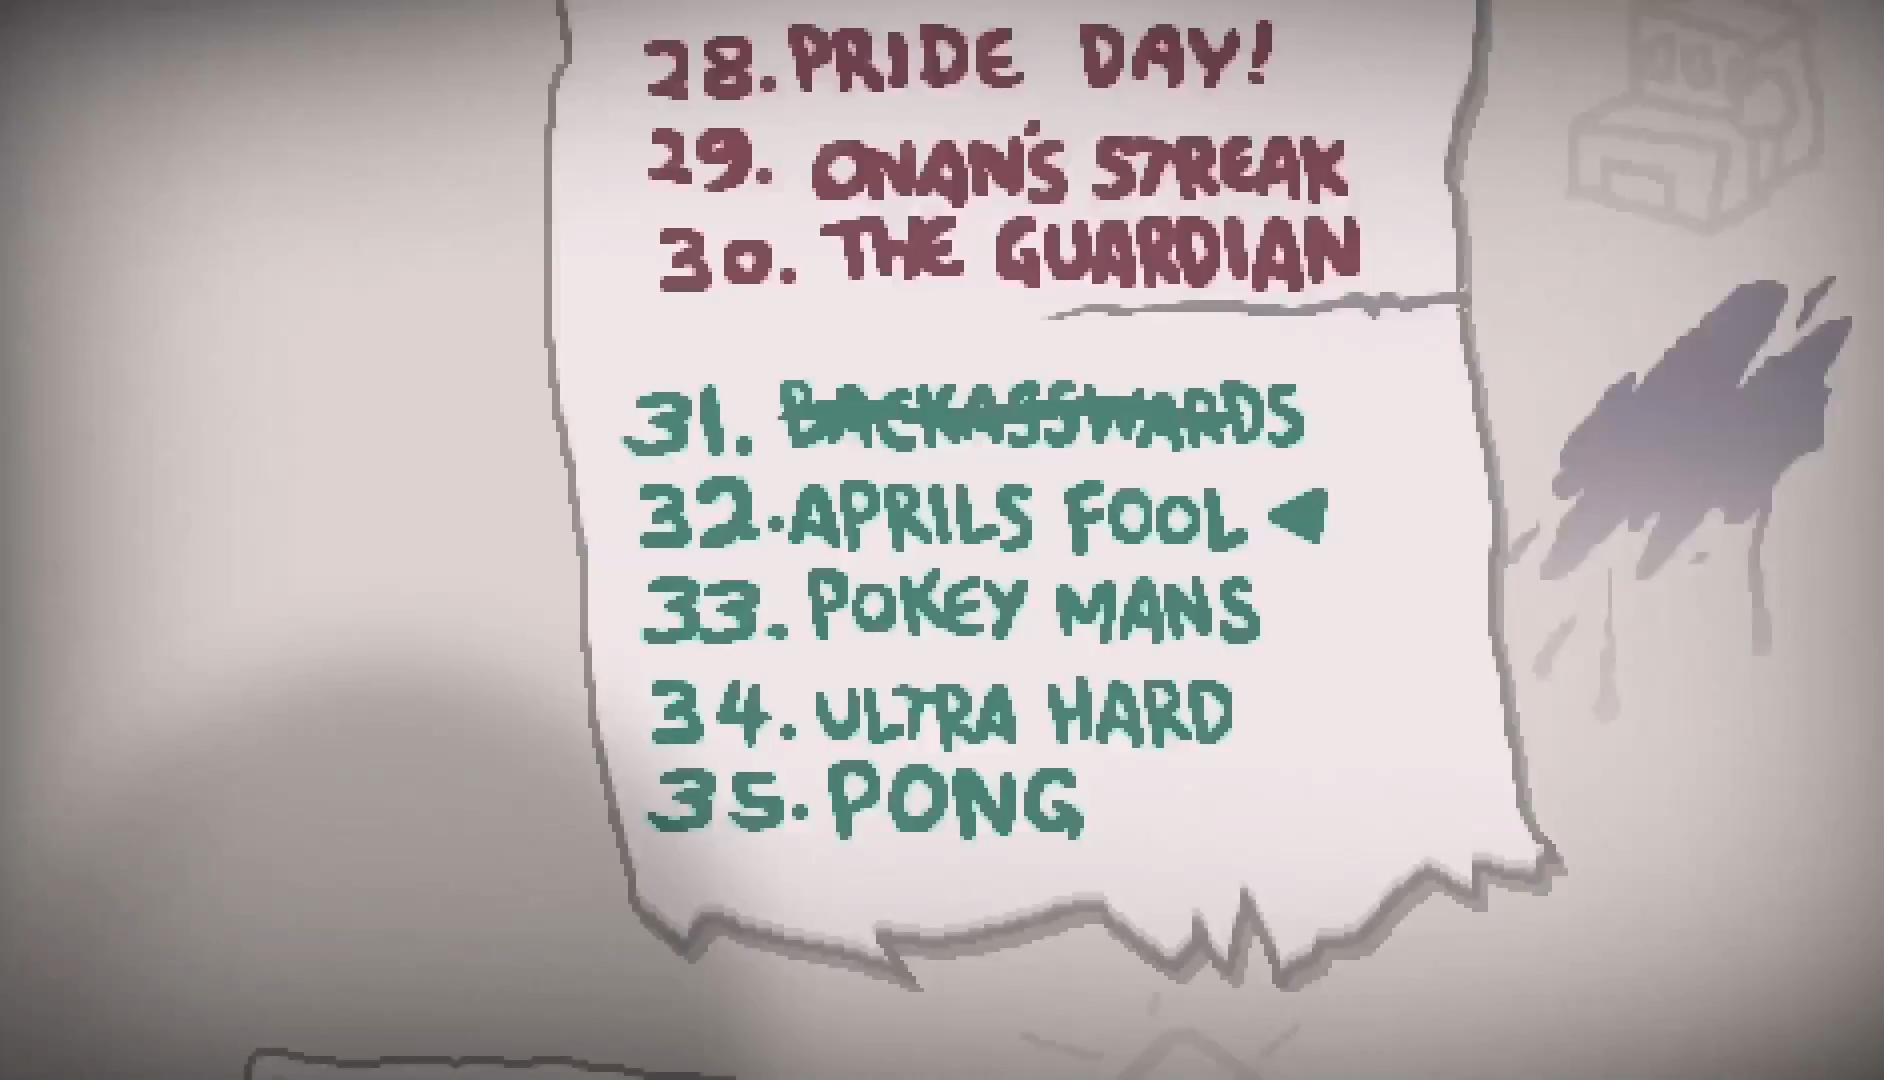 28. PRIDE DAY!
29. ONAN'S STREAK
30. THE GUARDIAN
31. BACKASSWARDS
32. APRILS FOOL
33. POKEY MANS
34. ULTRA HARD
35. PONG